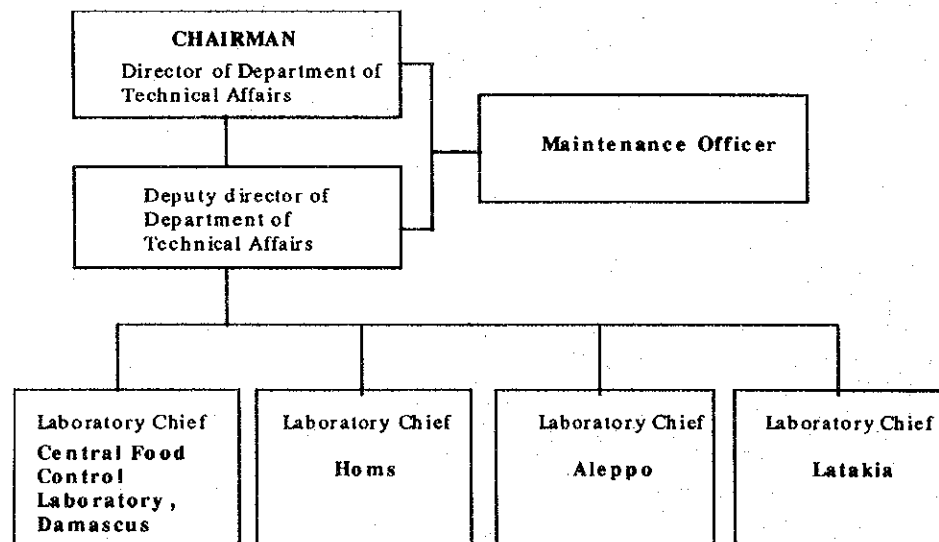 CHAIRMAN
Director of Department of
Technical Affairs
Maintenance Officer
Deputy director of
Department of
Technical Affairs
Laboratory Chief
Central Food
Control
Laboratory,
Damascus
Laboratory Chief
Homs
Laboratory Chief
Aleppo
Laboratory Chief
Latakia